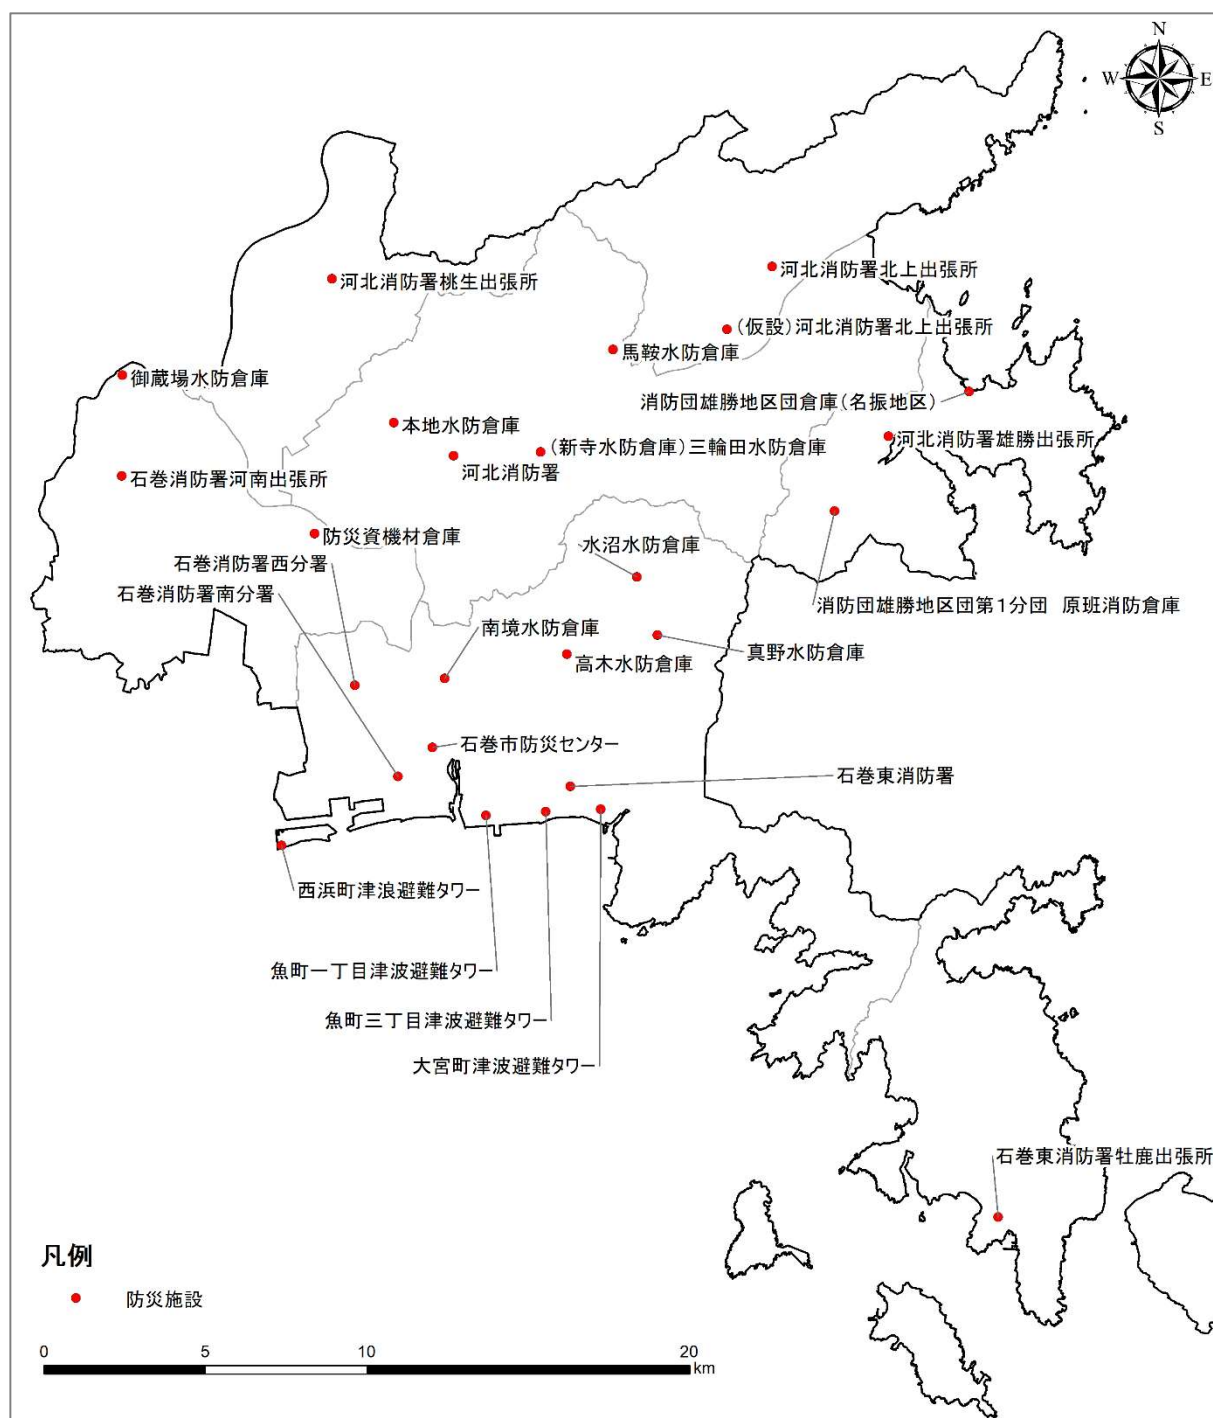 N
W
E
S
河北消防署北上出張所
河北消防署桃生出張所
(仮設)河北消防署北上出張所
馬鞍水防倉庫
御蔵場水防倉庫
消防団雄勝地区団倉庫(名振地区)
本地水防倉庫
河北消防署雄勝出張所
(新寺水防倉庫)三輪田水防倉庫
河北消防署
石巻消防署河南出張所
防災資機材倉庫
水沼水防倉庫
石巻消防署西分署
石巻消防署南分署
消防団雄勝地区団第1分団 原班消防倉庫
南境水防倉庫
真野水防倉庫
高木水防倉庫
石巻市防災センター
石巻東消防署
西浜町津浪避難タワー
魚町一丁目津波避難タワー
魚町三丁目津波避難タワー
大宮町津波避難タワー
石巻東消防署牡鹿出張所
凡例
防災施設
0 5 10 20
km